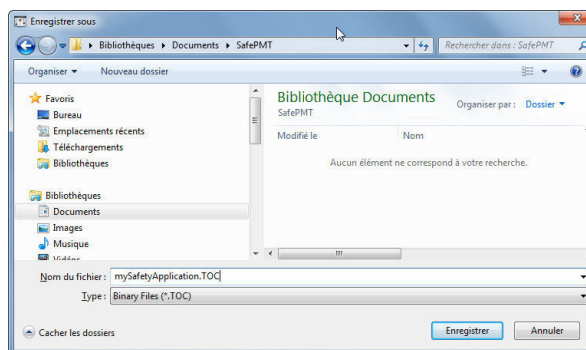 Enregistrer sous
Bibliothèques ▸ Documents ▸ SafePMT
Rechercher dans : SafePMT
Organiser
Nouveau dossier
Favoris
Bureau
Emplacements récents
Téléchargements
Bibliothèques
Bibliothèques
Documents
Images
Musique
Vidéos
Bibliothèque Documents
SafePMT
Organiser par : Dossier
Modifié le Nom
Aucun élément ne correspond à votre recherche.
Nom du fichier : mySafetyApplication.TOC
Type : Binary Files (*.TOC)
Cacher les dossiers
Enregistrer
Annuler